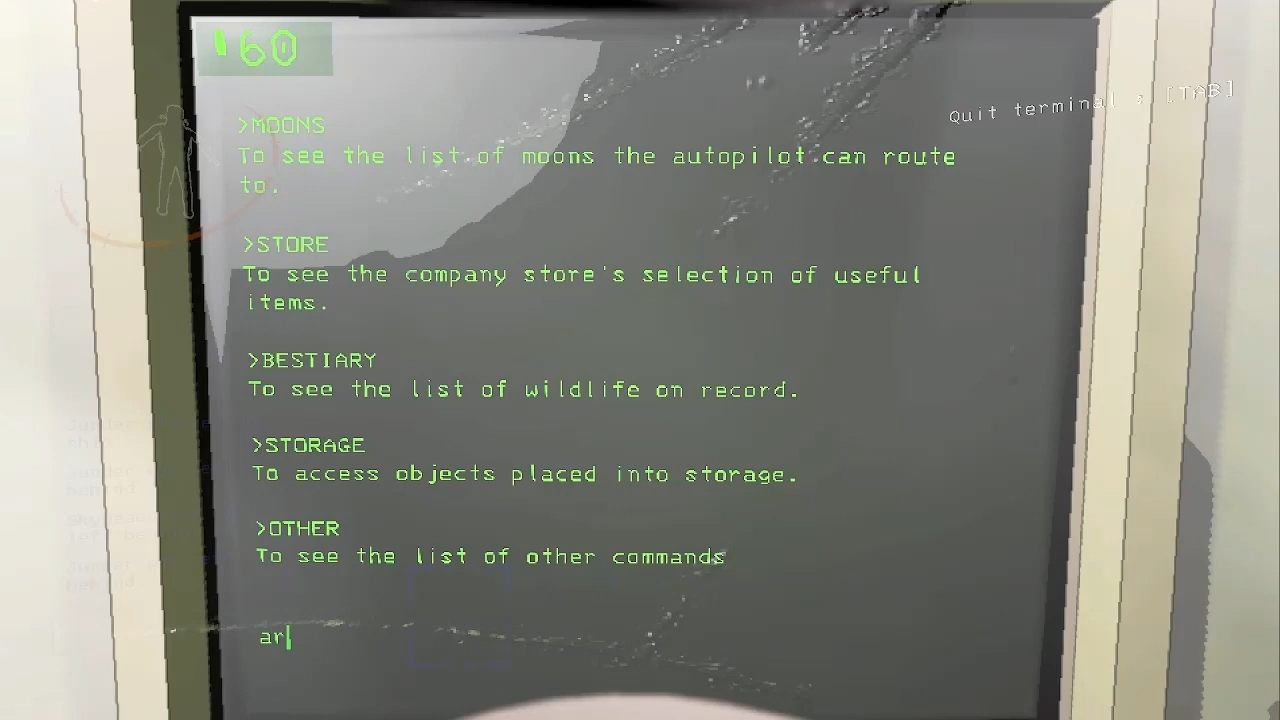 60
Quit terminal : [TAB]
>MOONS
To see the list of moons the autopilot can route
to.
>STORE
To see the company store's selection of useful
items.
>BESTIARY
To see the list of wildlife on record.
>STORAGE
To access objects placed into storage.
>OTHER
To see the list of other commands
ar